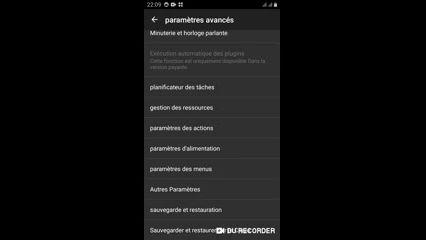 22:09
paramètres avancés
Minuterie et horloge parlante
Exécution automatique des plugins
Cette fonction est uniquement disponible Dans la
version payante
planificateur des tâches
gestion des ressources
paramètres des actions
paramètres d'alimentation
paramètres des menus
Autres Paramètres
sauvegarde et restauration
Sauvegarder et restaurer
DU RECORDER